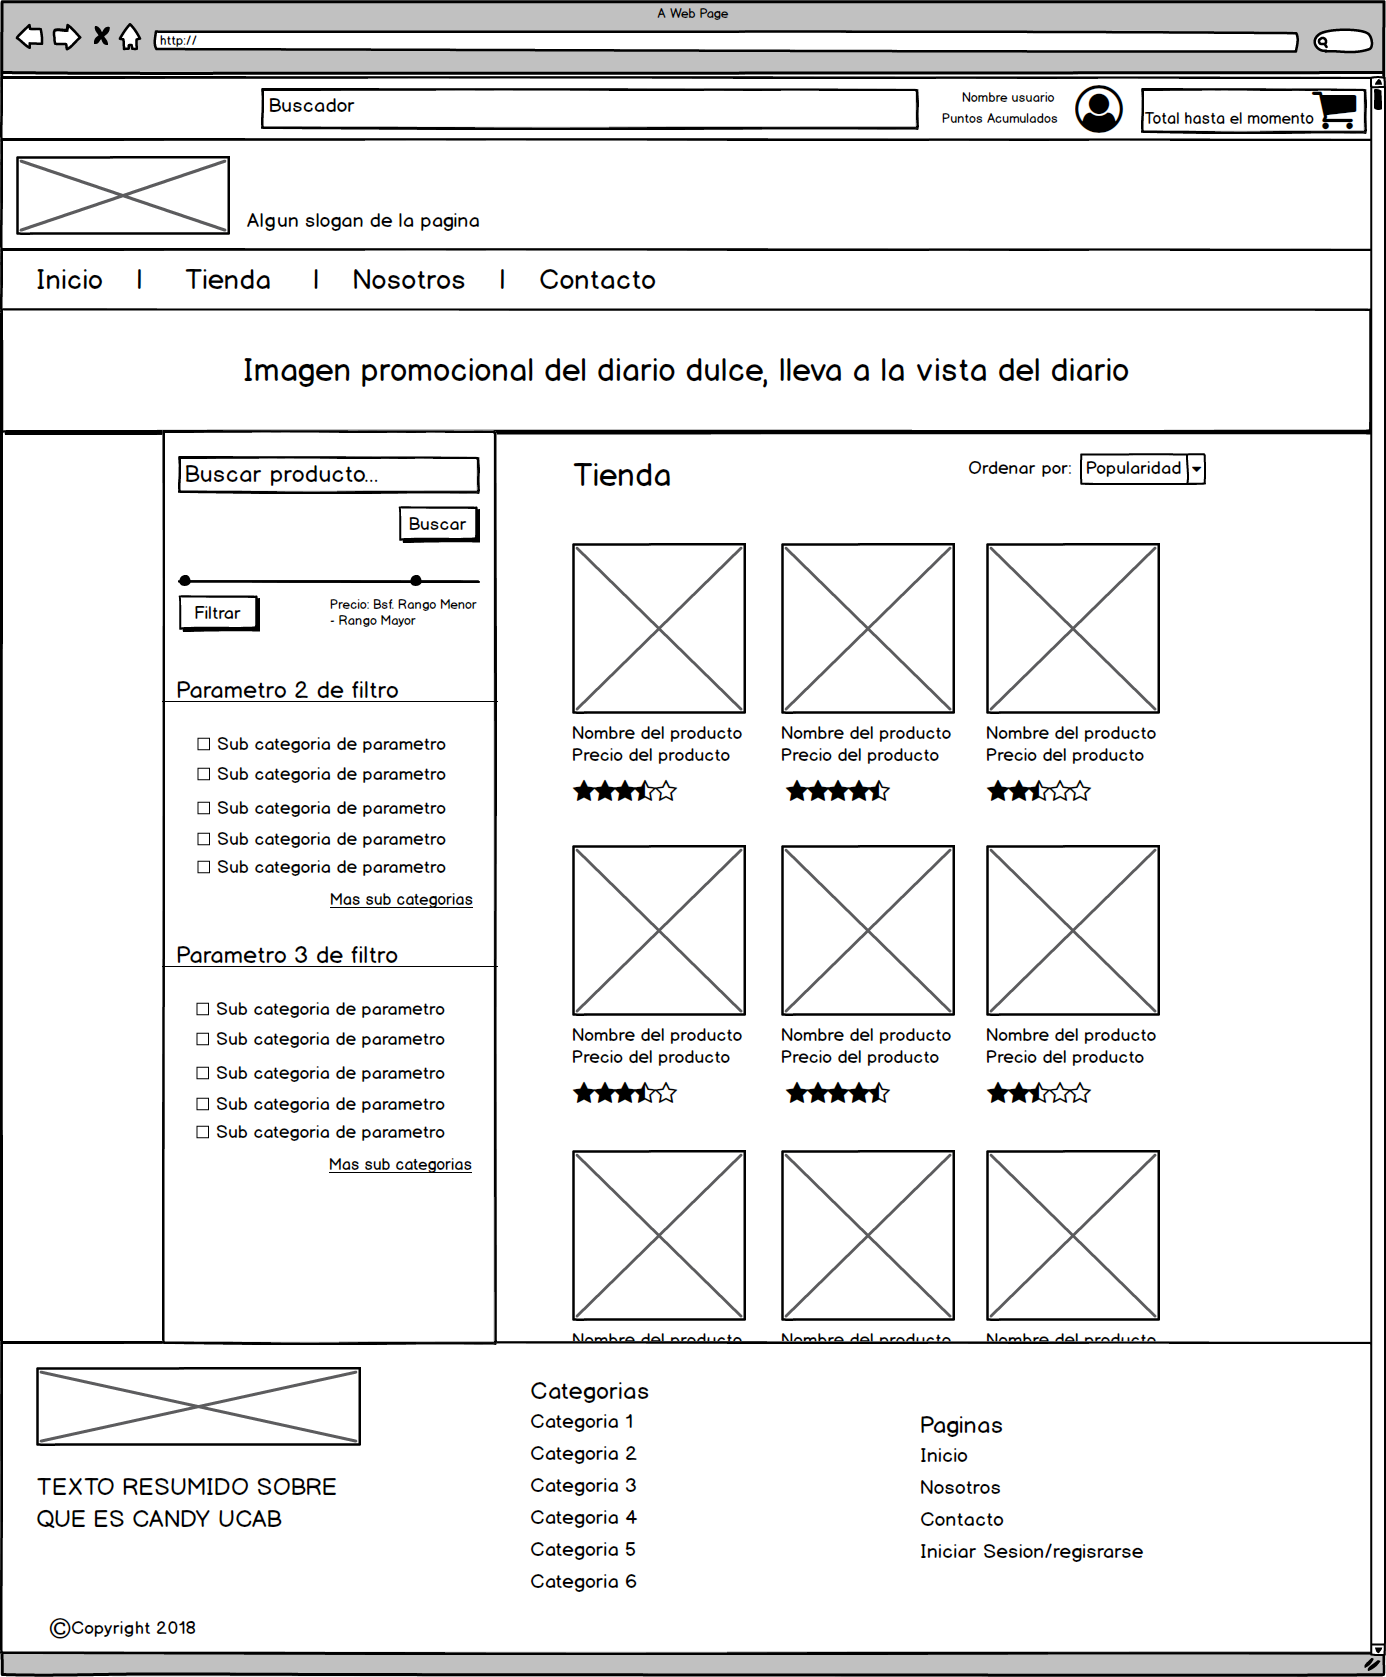 A Web Page
http://
Buscador
Nombre usuario
Puntos Acumulados
Total hasta el momento
Algun slogan de la pagina
Inicio | Tienda | Nosotros | Contacto
Imagen promocional del diario dulce, lleva a la vista del diario
Buscar producto...
Buscar
Filtrar
Precio: Bsf. Rango Menor
- Rango Mayor
Parametro 2 de filtro
Sub categoria de parametro
Sub categoria de parametro
Sub categoria de parametro
Sub categoria de parametro
Sub categoria de parametro
Mas sub categorias
Parametro 3 de filtro
Sub categoria de parametro
Sub categoria de parametro
Sub categoria de parametro
Sub categoria de parametro
Sub categoria de parametro
Mas sub categorias
Tienda
Ordenar por: Popularidad
Nombre del producto Nombre del producto Nombre del producto
Precio del producto Precio del producto Precio del producto
Nombre del producto Nombre del producto Nombre del producto
Precio del producto Precio del producto Precio del producto
Nombre del producto Nombre del producto Nombre del producto
TEXTO RESUMIDO SOBRE
QUE ES CANDY UCAB
©Copyright 2018
Categorias
Categoria 1
Categoria 2
Categoria 3
Categoria 4
Categoria 5
Categoria 6
Paginas
Inicio
Nosotros
Contacto
Iniciar Sesion/regisrarse